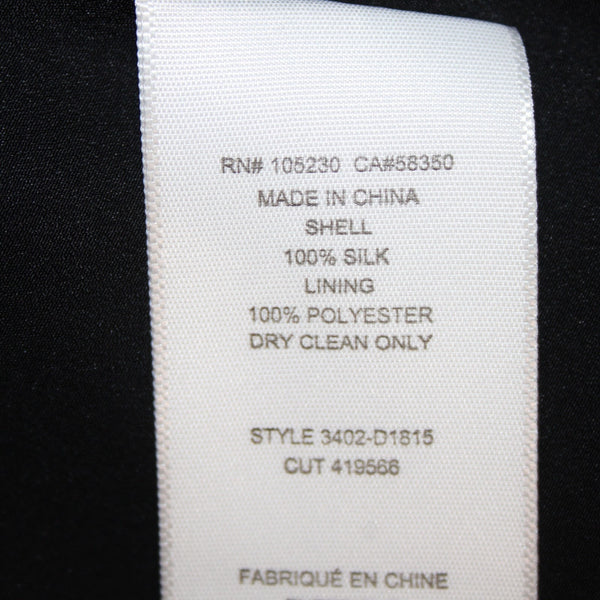 RN# 105230 CA#58350
MADE IN CHINA
SHELL
100% SILK
LINING
100% POLYESTER
DRY CLEAN ONLY
STYLE 3402-D1815
CUT 419566
FABRIQUÉ EN CHINE